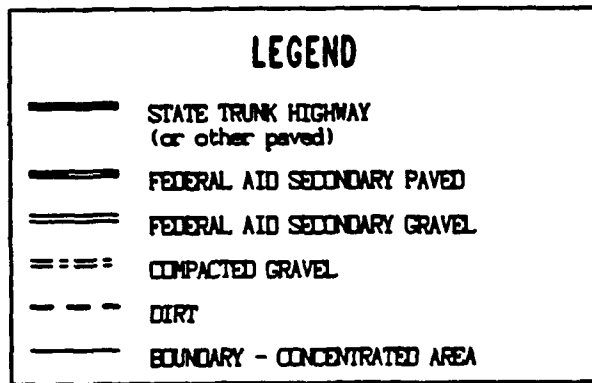 LEGEND
STATE TRUNK HIGHWAY
(or other paved)
FEDERAL AID SECONDARY PAVED
FEDERAL AID SECONDARY GRAVEL
COMPACTED GRAVEL
DIRT
BOUNDARY - CONCENTRATED AREA